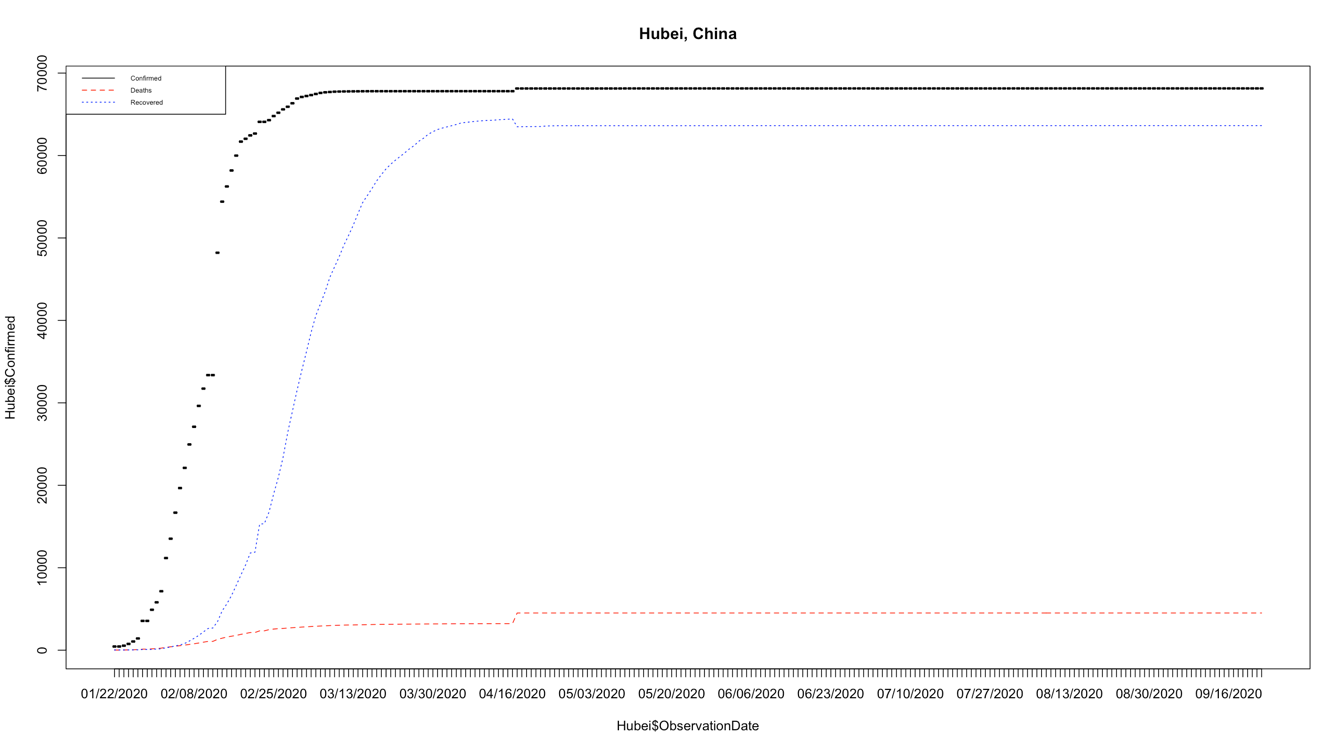 Hubei, China
Confirmed
Deaths
Recovered
Hubei$Confirmed
70000
60000
50000
40000
30000
20000
10000
0
01/22/2020 02/08/2020 02/25/2020 03/13/2020 03/30/2020 04/16/2020 05/03/2020 05/20/2020 06/06/2020 06/23/2020 07/10/2020 07/27/2020 08/13/2020 08/30/2020 09/16/2020
Hubei$ObservationDate